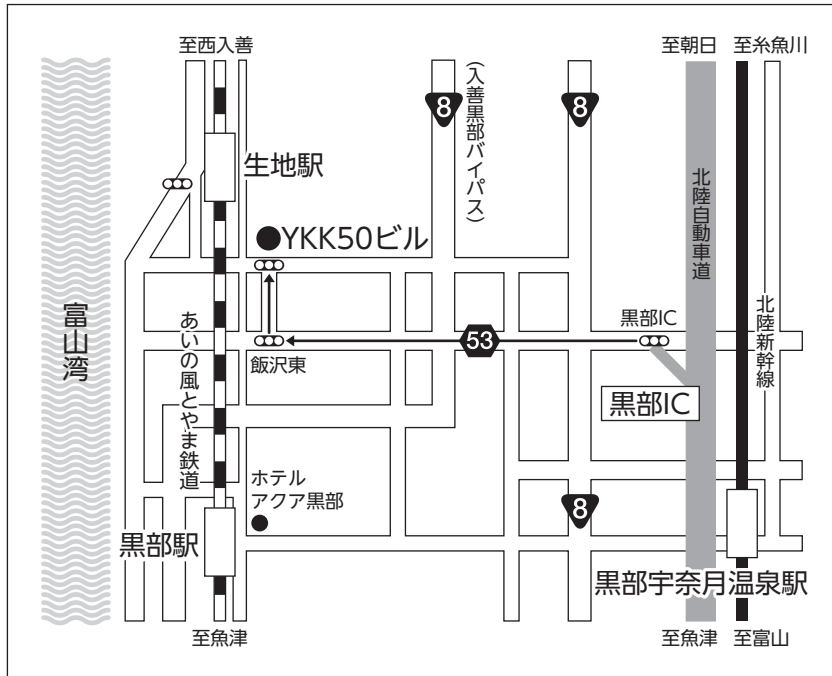 至西入善
至朝日
至糸魚川
8
(入善黒部バイパス)
8
生地駅
北陸自動車道
●YKK50ビル
富山湾
あいの風とやま鉄道
北陸新幹線
黒部IC
53
飯沢東
黒部IC
ホテル
アクア黒部
8
黒部駅
黒部宇奈月温泉駅
至魚津
至魚津
至富山